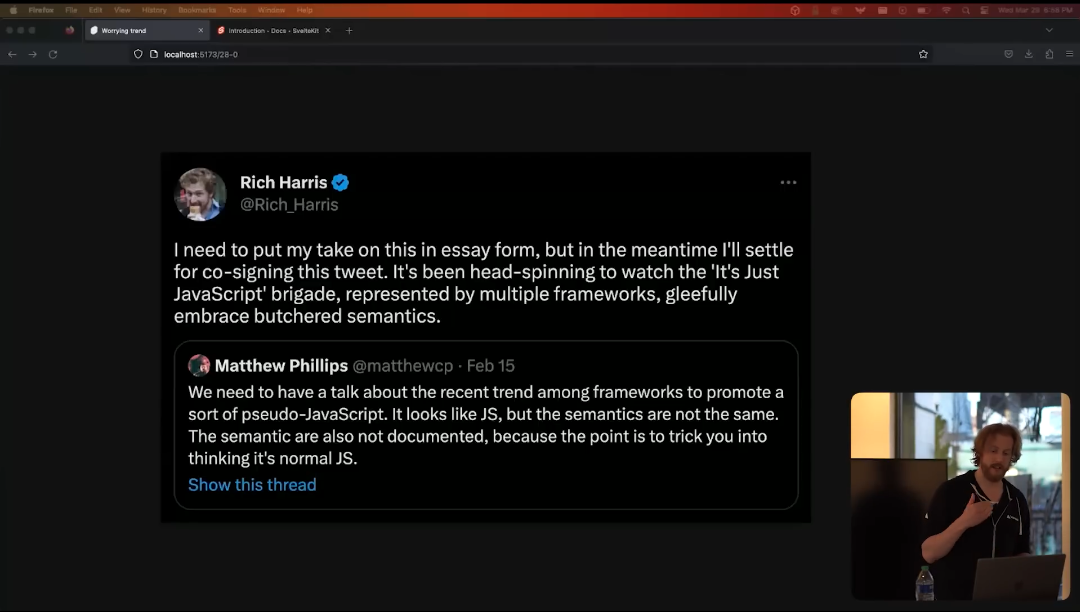 Firefox File Edit View History Bookmarks Tools Window Help
Worrying trend
Introduction • Docs • SvelteKit
localhost:5173/28-0
Rich Harris
@Rich_Harris
I need to put my take on this in essay form, but in the meantime I'll settle
for co-signing this tweet. It's been head-spinning to watch the 'It's Just
JavaScript' brigade, represented by multiple frameworks, gleefully
embrace butchered semantics.
Matthew Phillips @matthewcp · Feb 15
We need to have a talk about the recent trend among frameworks to promote a
sort of pseudo-JavaScript. It looks like JS, but the semantics are not the same.
The semantic are also not documented, because the point is to trick you into
thinking it's normal JS.
Show this thread